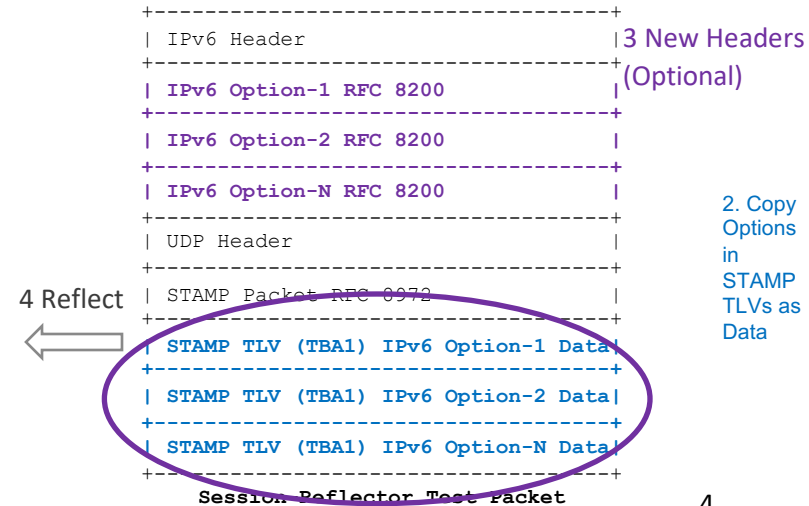 +-----------------------------------+
| IPv6 Header                       |
+-----------------------------------+
| IPv6 Option-1 RFC 8200            |
+-----------------------------------+
| IPv6 Option-2 RFC 8200            |
+-----------------------------------+
| IPv6 Option-N RFC 8200            |
+-----------------------------------+
| UDP Header                        |
+-----------------------------------+
| STAMP Packet RFC 8972             |
+-----------------------------------+
| STAMP TLV (TBA1) IPv6 Option-1 Data|
+-----------------------------------+
| STAMP TLV (TBA1) IPv6 Option-2 Data|
+-----------------------------------+
| STAMP TLV (TBA1) IPv6 Option-N Data|
+-----------------------------------+
Session Reflector Test Packet
3 New Headers
(Optional)
2. Copy
Options
in
STAMP
TLVs as
Data
4 Reflect
4